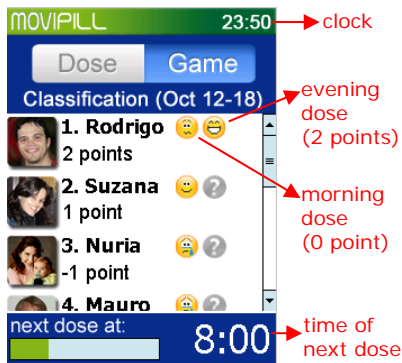 MOVIPILL 23:50
clock
Dose Game
Classification (Oct 12-18)
evening
dose
(2 points)
1. Rodrigo
2 points
2. Suzana ?
1 point
morning
dose
(0 point)
3. Nuria ?
-1 point
4. Mauro ?
next dose at:
8:00
time of
next dose